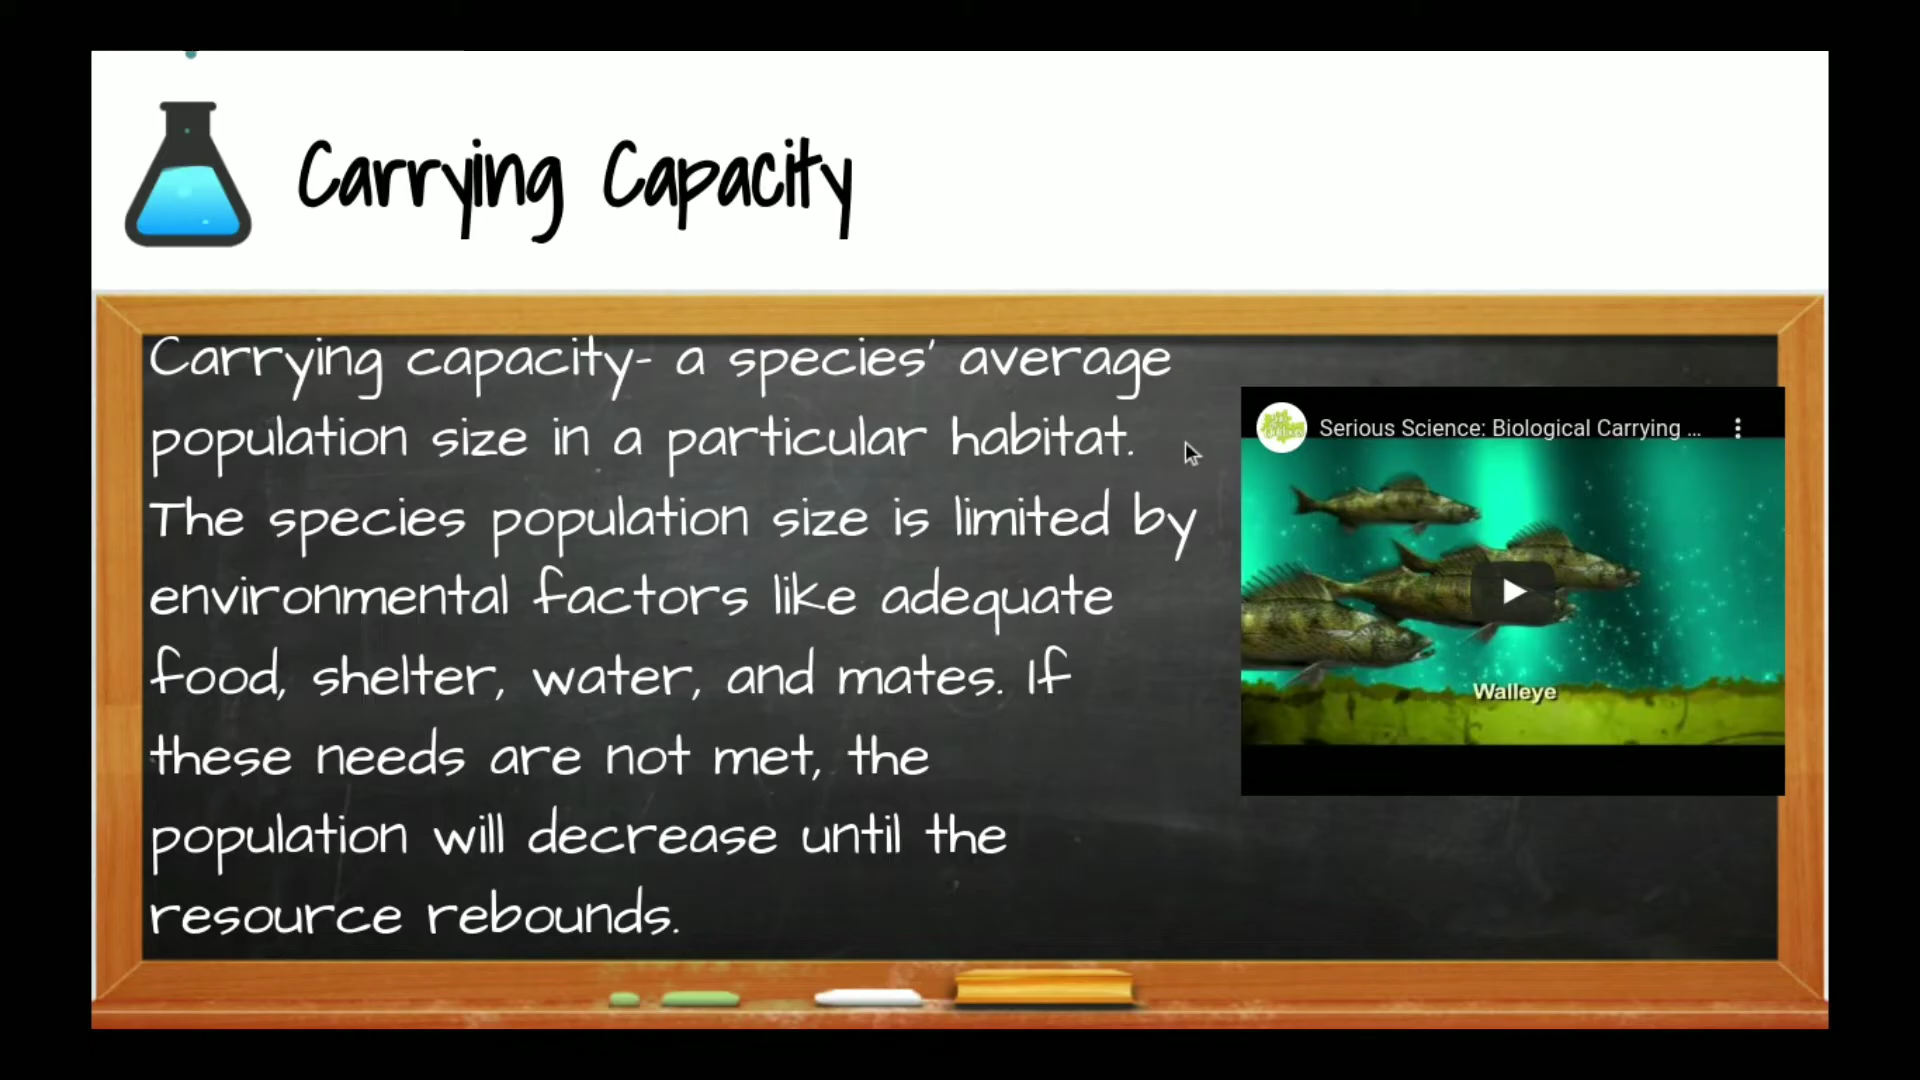 Carrying Capacity
Carrying capacity- a species' average
population size in a particular habitat.
The species population size is limited by
environmental factors like adequate
food, shelter, water, and mates. If
these needs are not met, the
population will decrease until the
resource rebounds.
Serious Science: Biological Carrying ...
Walleye